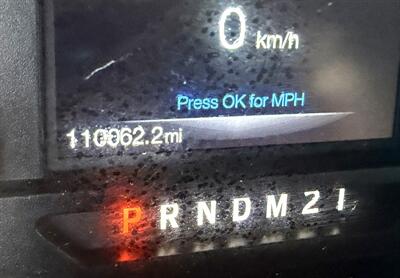 0 km/h
Press OK for MPH
110062.2mi
P R N D M 2 1